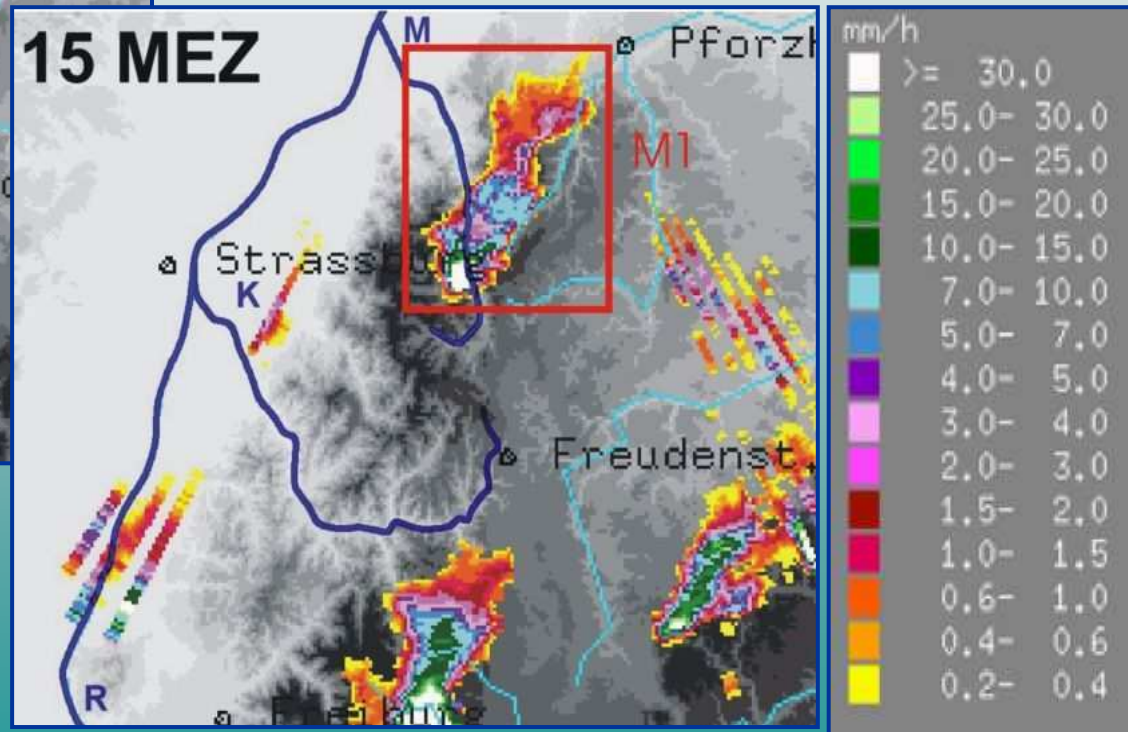 15 MEZ
M
Pforzh
M1
Strassburg
K
Freudenst.
R
Freiburg
mm/h
>= 30.0
25.0- 30.0
20.0- 25.0
15.0- 20.0
10.0- 15.0
7.0- 10.0
5.0- 7.0
4.0- 5.0
3.0- 4.0
2.0- 3.0
1.5- 2.0
1.0- 1.5
0.6- 1.0
0.4- 0.6
0.2- 0.4